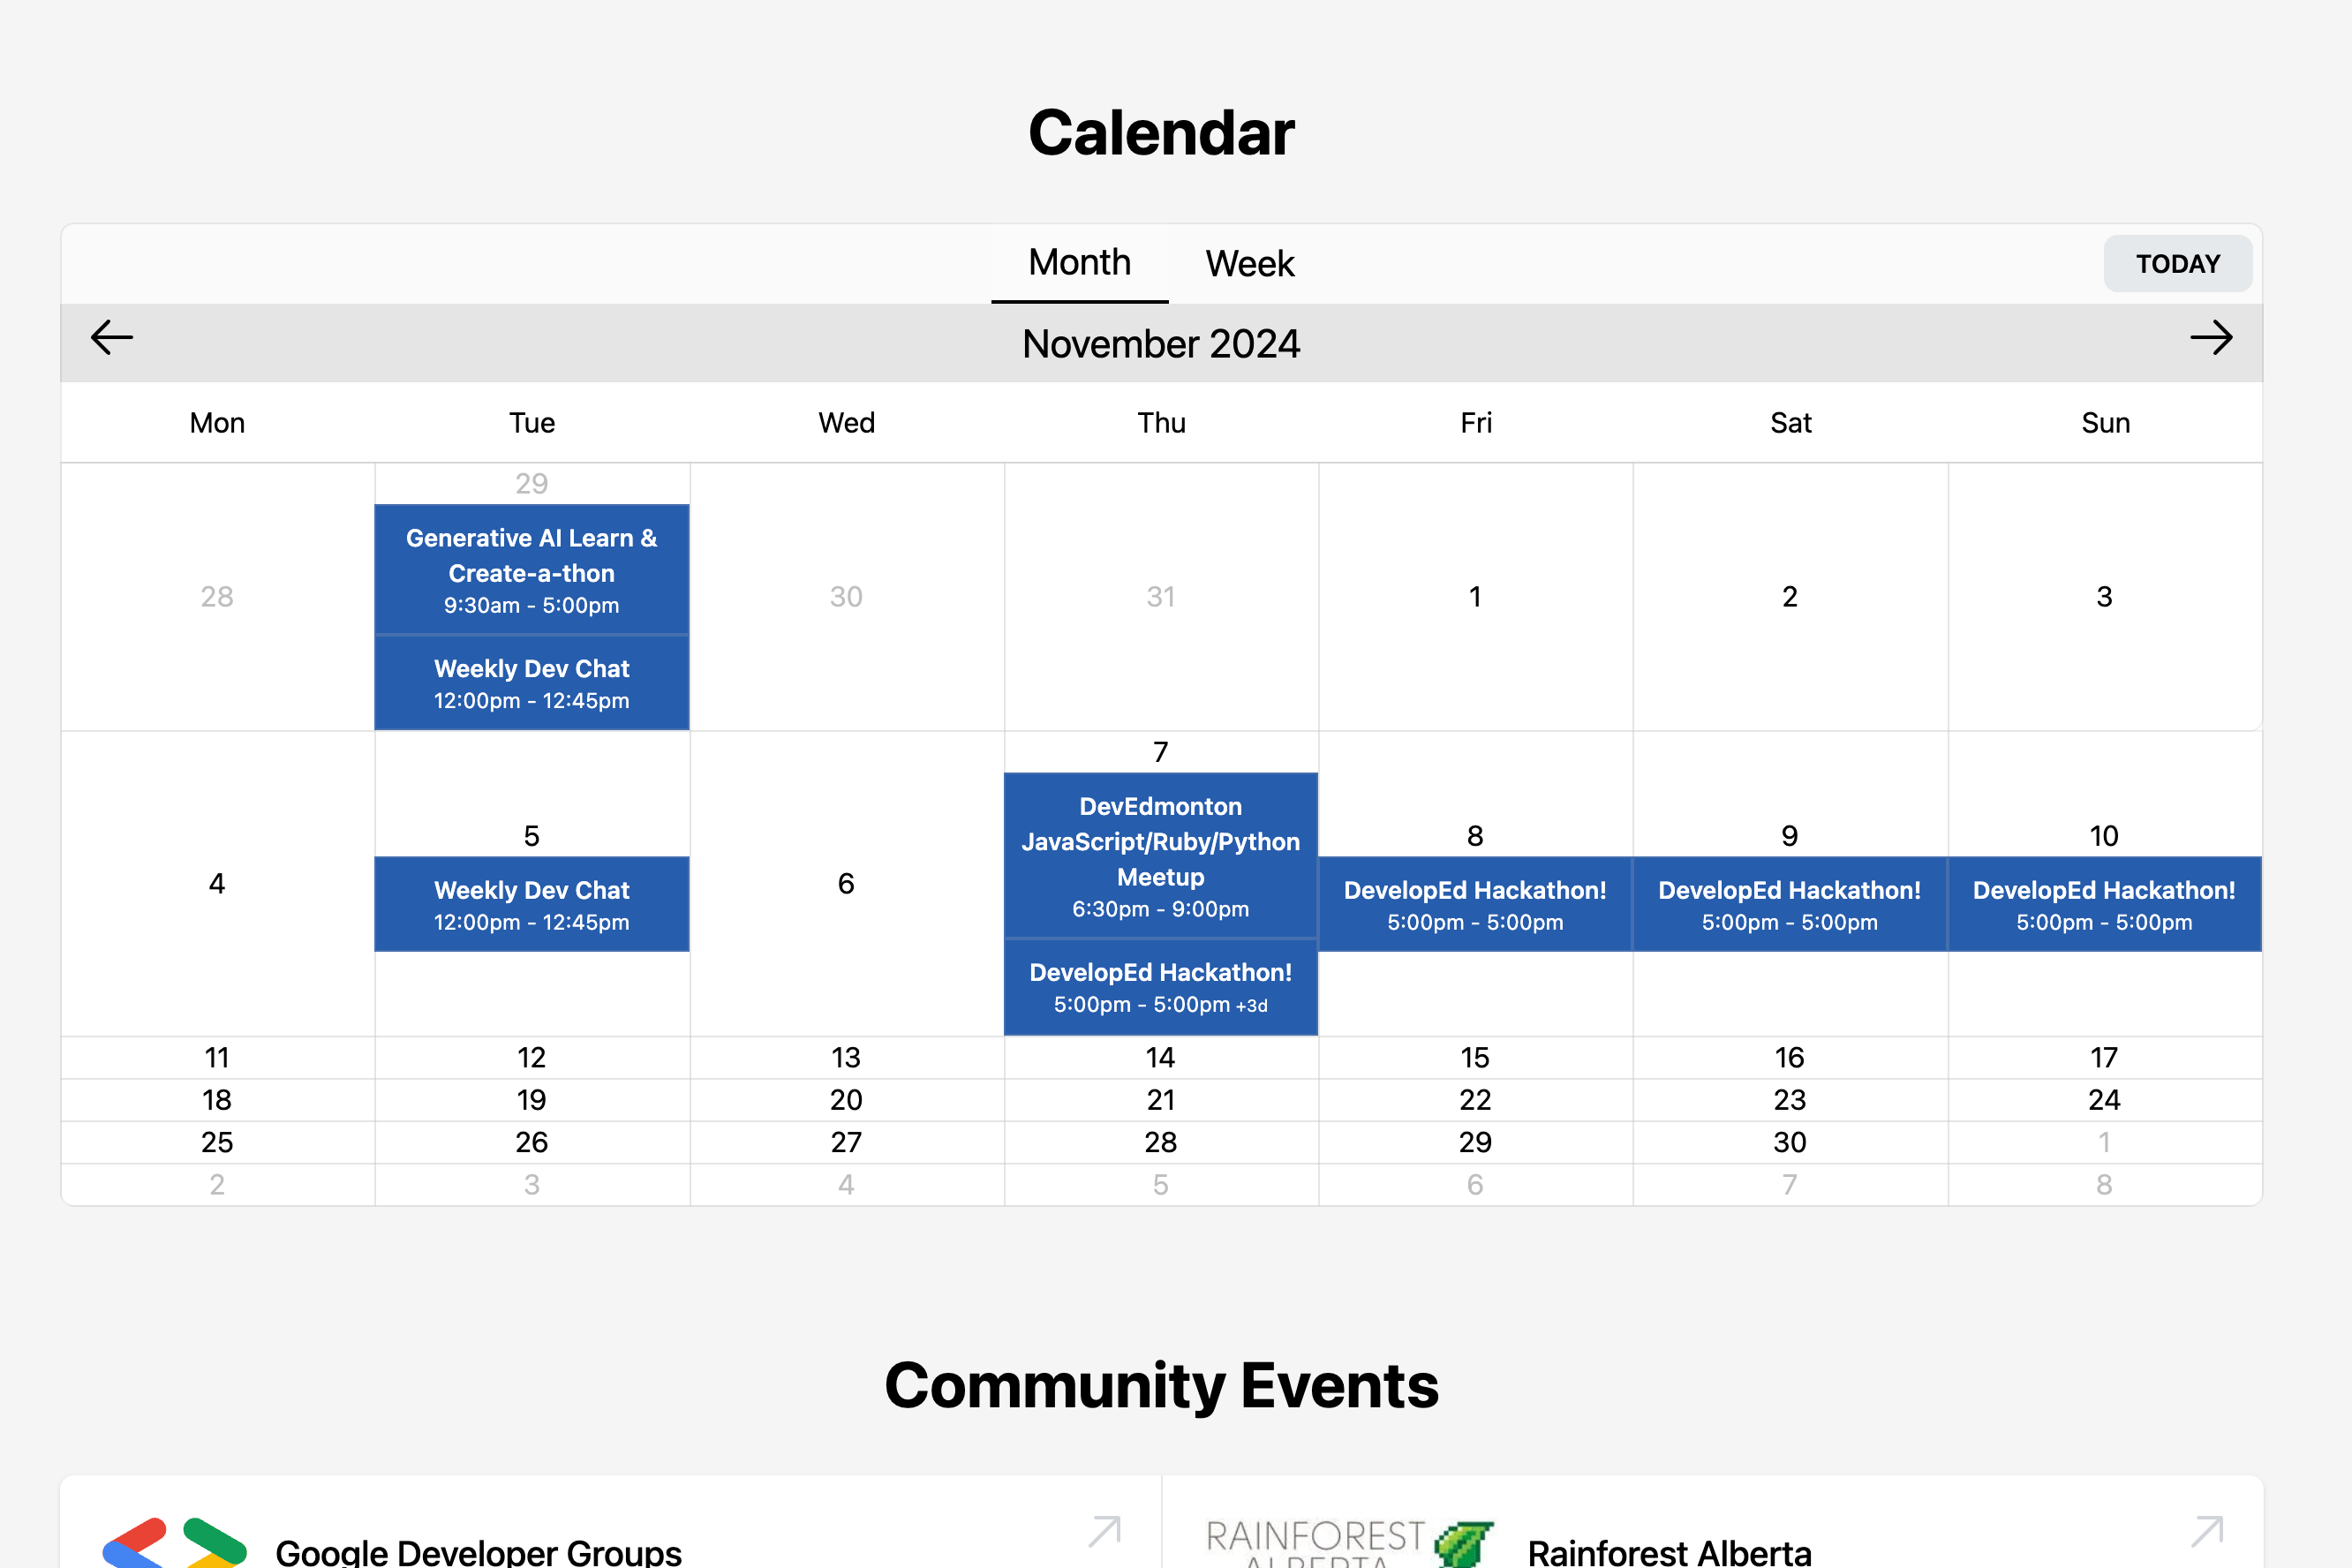 Calendar
Month
Week
TODAY
November 2024
Mon
Tue
Wed
Thu
Fri
Sat
Sun
28
29
Generative AI Learn &
Create-a-thon
9:30am - 5:00pm
Weekly Dev Chat
12:00pm - 12:45pm
30
31
1
2
3
4
5
Weekly Dev Chat
12:00pm - 12:45pm
6
7
DevEdmonton
JavaScript/Ruby/Python
Meetup
6:30pm - 9:00pm
DevelopEd Hackathon!
5:00pm - 5:00pm +3d
8
DevelopEd Hackathon!
5:00pm - 5:00pm
9
DevelopEd Hackathon!
5:00pm - 5:00pm
10
DevelopEd Hackathon!
5:00pm - 5:00pm
11
12
13
14
15
16
17
18
19
20
21
22
23
24
25
26
27
28
29
30
1
2
3
4
5
6
7
8
Community Events
Google Developer Groups
RAINFOREST
ALBERTA
Rainforest Alberta